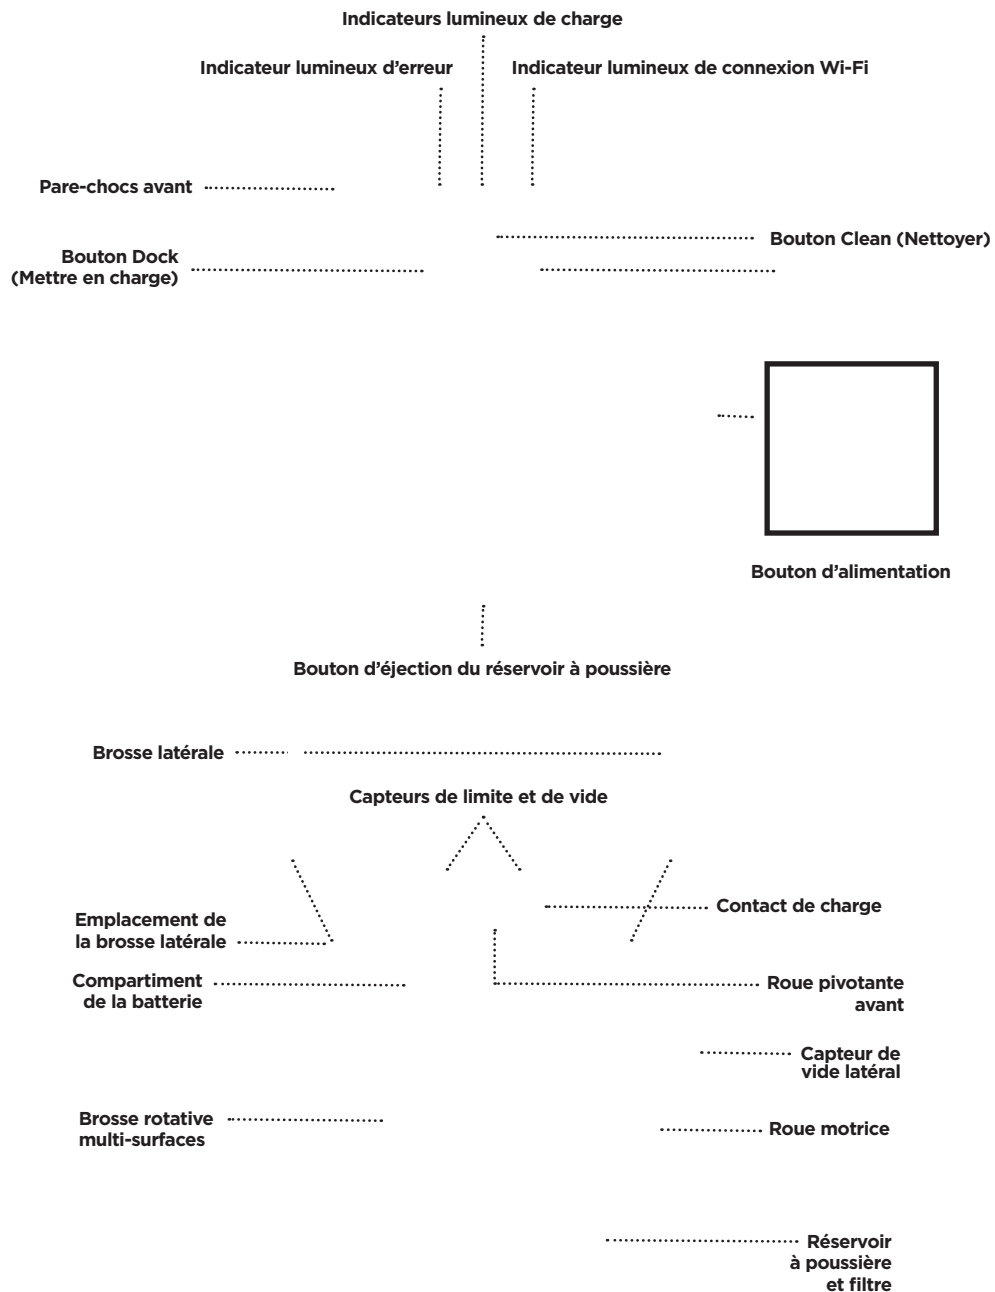 Indicateurs lumineux de charge
Indicateur lumineux d’erreur
Indicateur lumineux de connexion Wi-Fi
Pare-chocs avant
Bouton Clean (Nettoyer)
Bouton Dock
(Mettre en charge)
Bouton d’alimentation
Bouton d’éjection du réservoir à poussière
Brosse latérale
Capteurs de limite et de vide
Contact de charge
Emplacement de
la brosse latérale
Compartiment
de la batterie
Roue pivotante
avant
Capteur de
vide latéral
Brosse rotative
multi-surfaces
Roue motrice
Réservoir
à poussière
et filtre